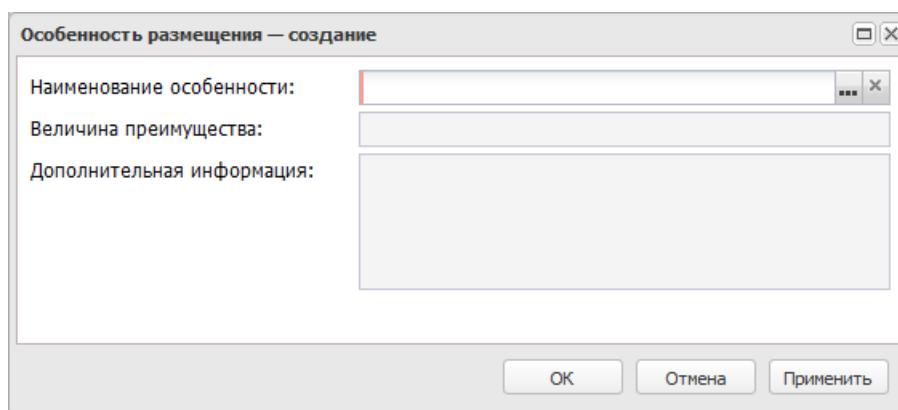 Особенность размещения — создание
Наименование особенности:
Величина преимущества:
Дополнительная информация:
ОК Отмена Применить